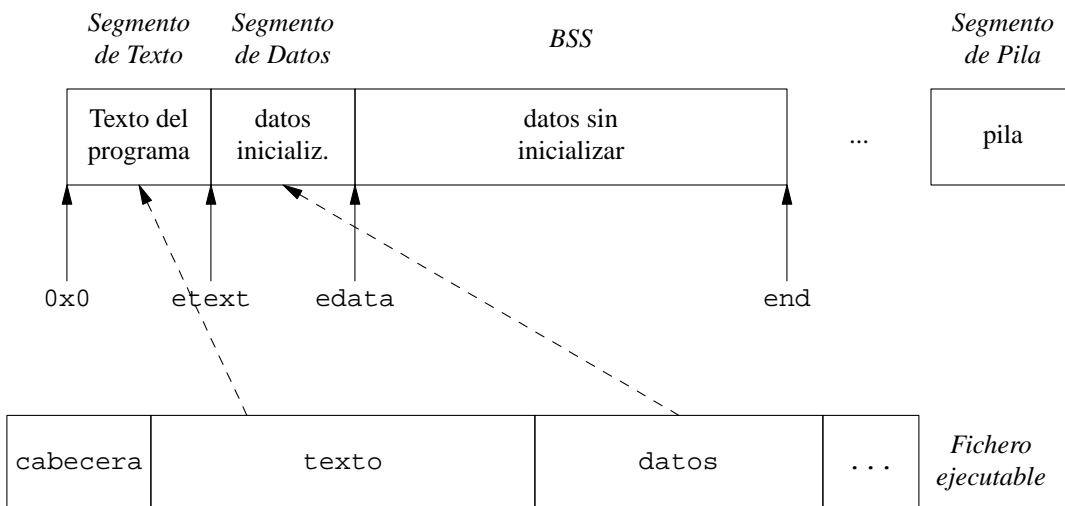 Segmento
de Texto
Segmento
de Datos
BSS
Segmento
de Pila
Texto del
programa
datos
inicializ.
datos sin
inicializar
...
pila
0x0
etext
edata
end
cabecera
texto
datos
...
Fichero
ejecutable